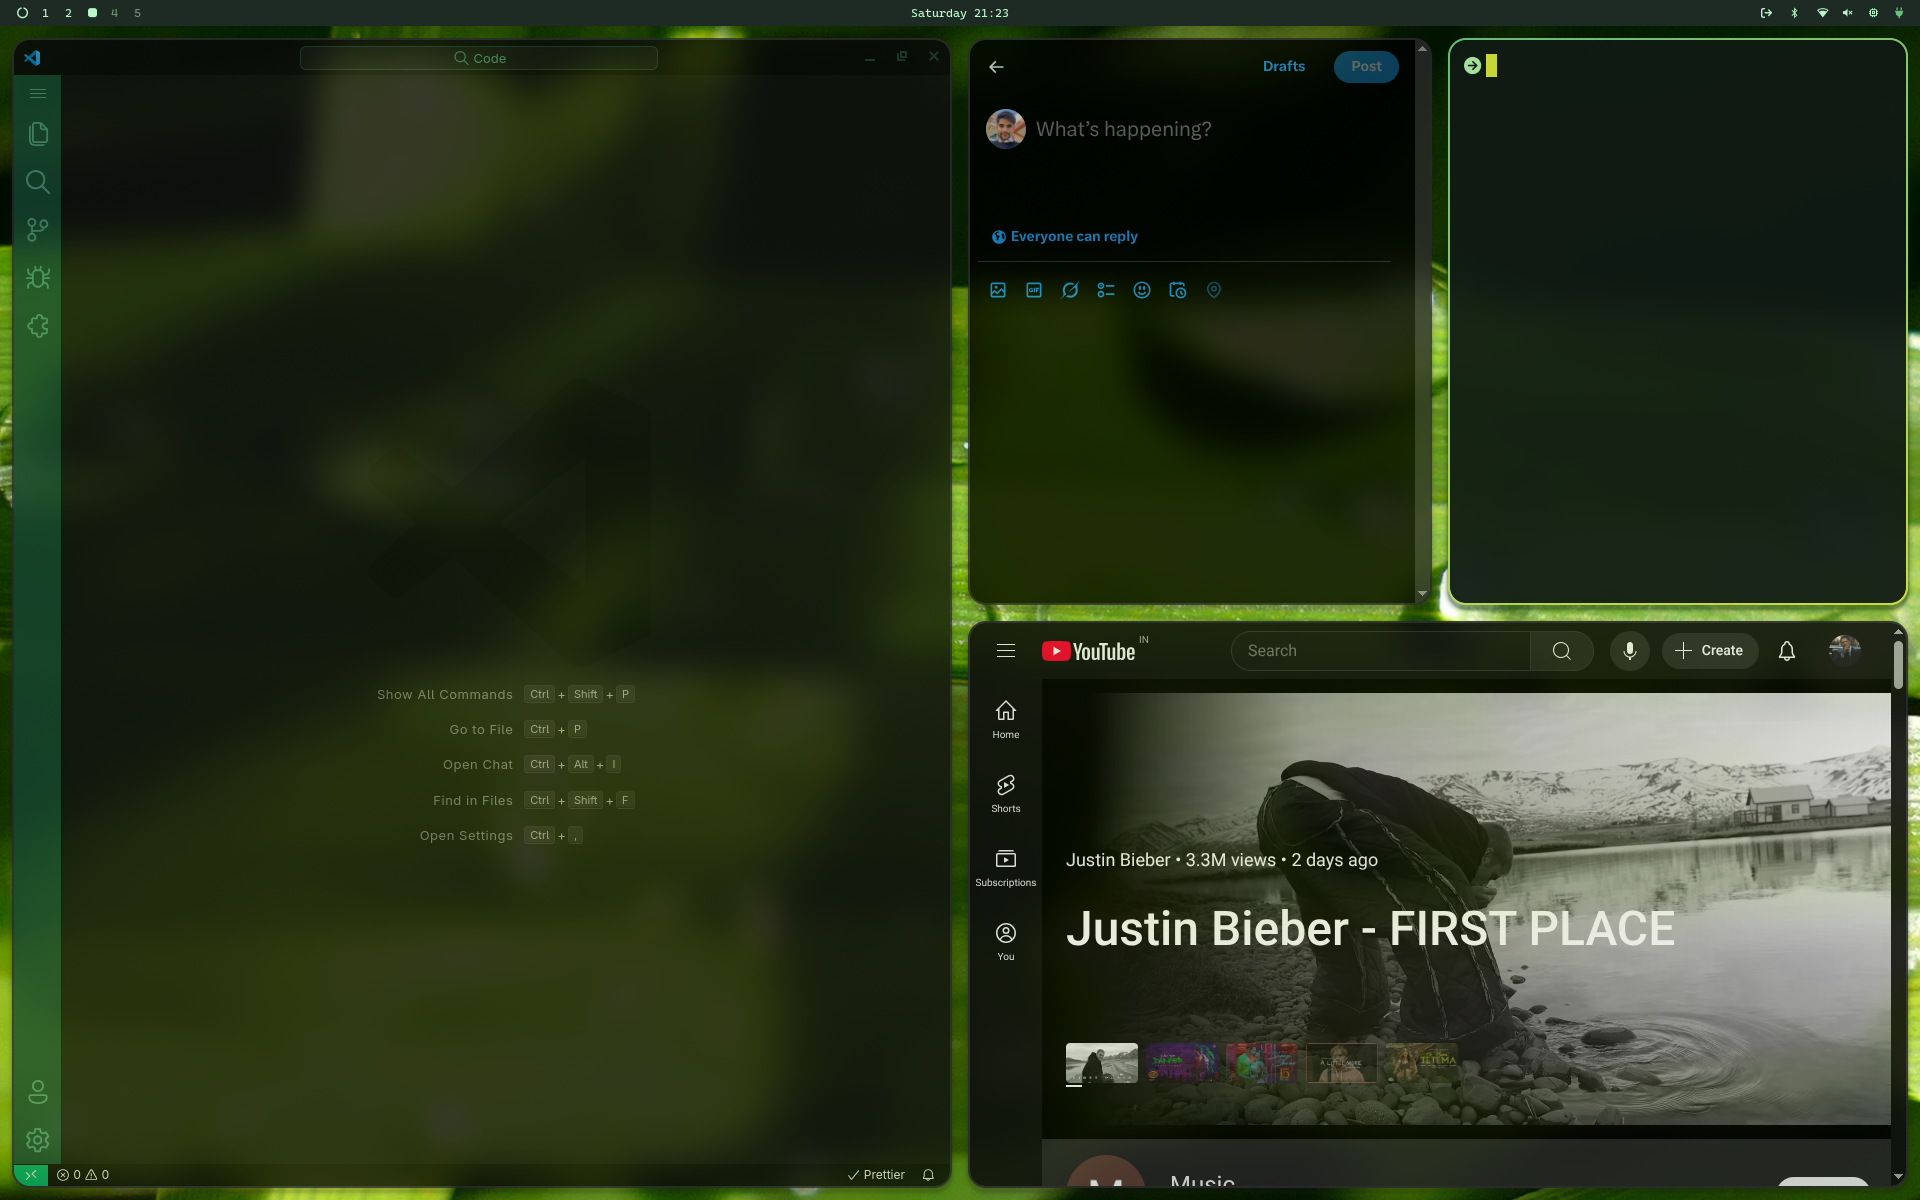 1 2 4 5
Saturday 21:23
Code
Show All Commands Ctrl + Shift + P
Go to File Ctrl + P
Open Chat Ctrl + Alt + I
Find in Files Ctrl + Shift + F
Open Settings Ctrl + ,
0 0
Prettier
Drafts
Post
What's happening?
Everyone can reply
GIF
YouTube IN
Search
Create
Home
Shorts
Subscriptions
You
Justin Bieber • 3.3M views • 2 days ago
Justin Bieber - FIRST PLACE
A LITTLE MORE
Music